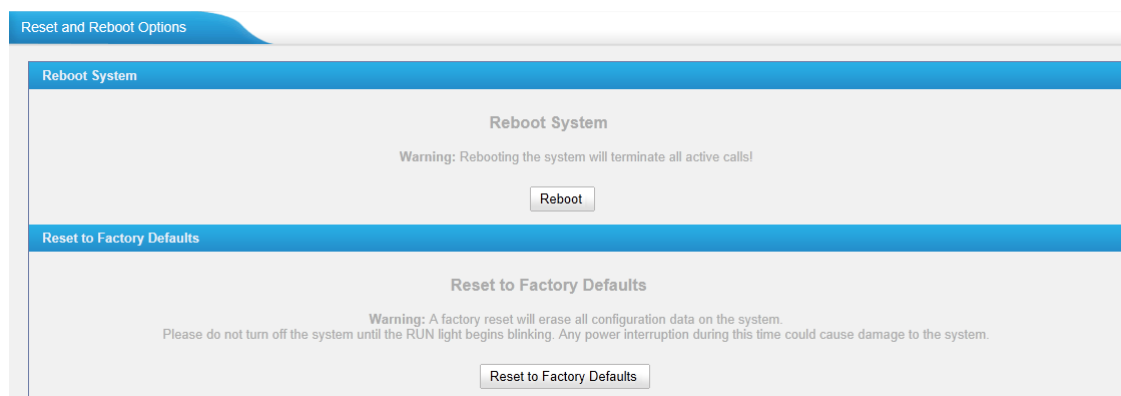 Reset and Reboot Options
Reboot System
Reboot System
Warning: Rebooting the system will terminate all active calls!
Reboot
Reset to Factory Defaults
Reset to Factory Defaults
Warning: A factory reset will erase all configuration data on the system.
Please do not turn off the system until the RUN light begins blinking. Any power interruption during this time could cause damage to the system.
Reset to Factory Defaults